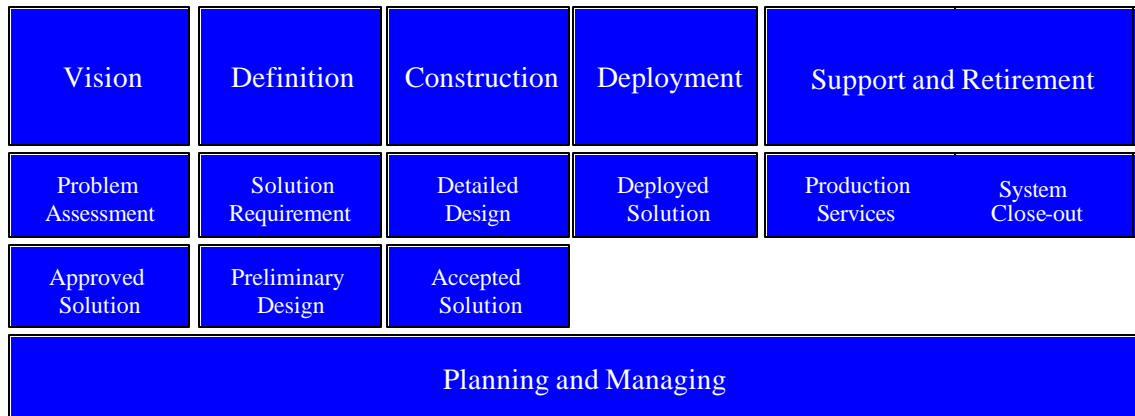 Vision
Definition
Construction
Deployment
Support and Retirement
Problem
Assessment
Solution
Requirement
Detailed
Design
Deployed
Solution
Production
Services
System
Close-out
Approved
Solution
Preliminary
Design
Accepted
Solution
Planning and Managing